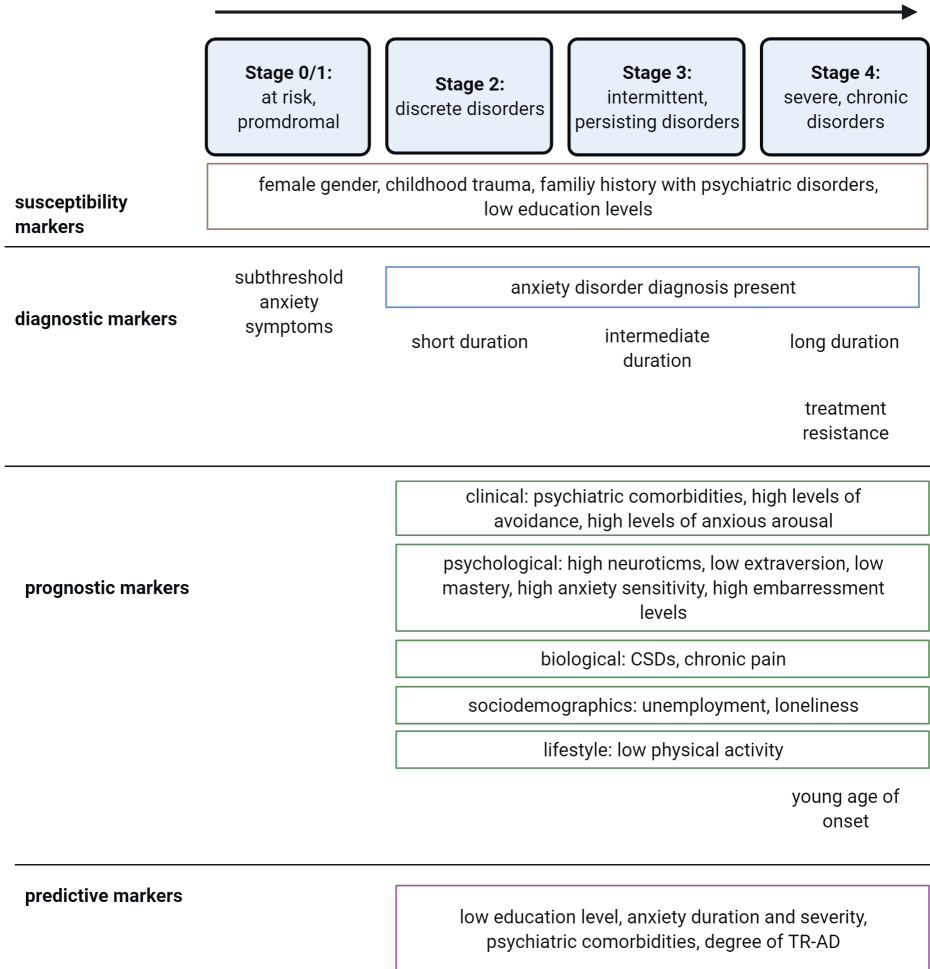 Stage 0/1:
at risk,
promdromal
Stage 2:
discrete disorders
Stage 3:
intermittent,
persisting disorders
Stage 4:
severe, chronic
disorders
susceptibility
markers
female gender, childhood trauma, familiy history with psychiatric disorders,
low education levels
diagnostic markers
subthreshold
anxiety
symptoms
anxiety disorder diagnosis present
short duration
intermediate
duration
long duration
treatment
resistance
prognostic markers
clinical: psychiatric comorbidities, high levels of
avoidance, high levels of anxious arousal
psychological: high neuroticms, low extraversion, low
mastery, high anxiety sensitivity, high embarressment
levels
biological: CSDs, chronic pain
sociodemographics: unemployment, loneliness
lifestyle: low physical activity
young age of
onset
predictive markers
low education level, anxiety duration and severity,
psychiatric comorbidities, degree of TR-AD